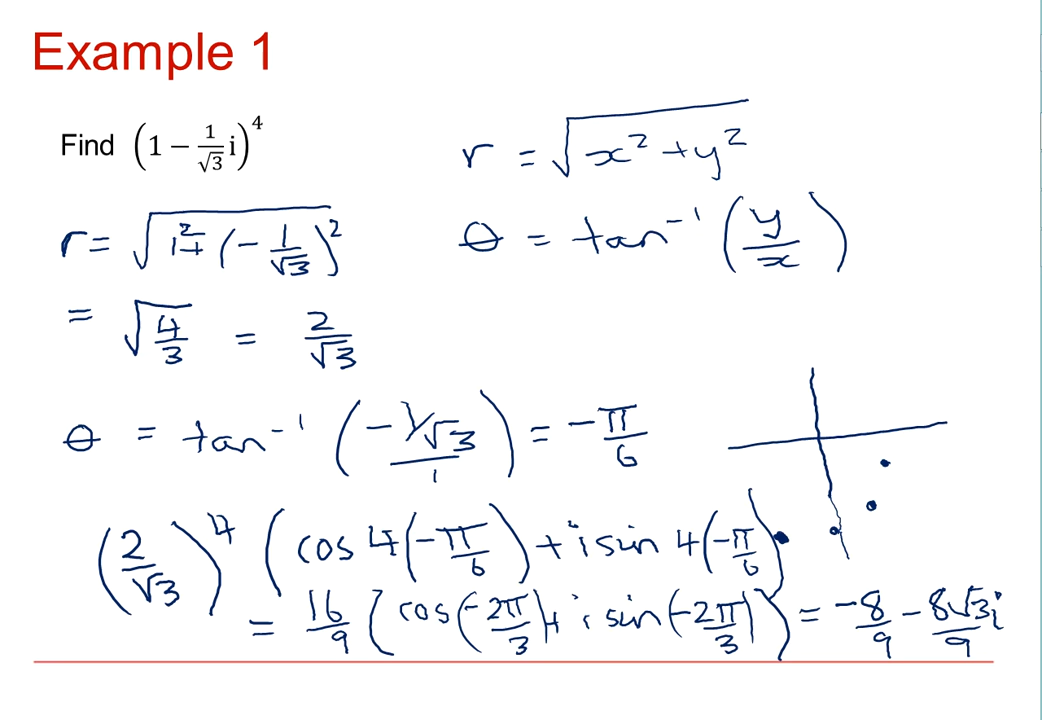 Example 1
Find (1 − 1/√3 i)^4
r = √(x² + y²)
θ = tan⁻¹(y/x)
r = √(1² + (−1/√3)²)
= √(4/3) = 2/√3
θ = tan⁻¹((−1/√3)/1) = −π/6
(2/√3)^4 (cos 4(−π/6) + i sin 4(−π/6))
= 16/9 (cos(−2π/3) + i sin(−2π/3)) = −8/9 − 8√3/9 i